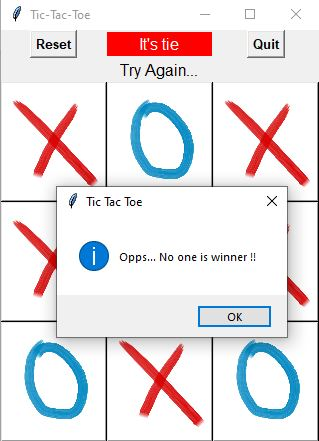 Tic-Tac-Toe
Reset It's tie Quit
Try Again...
Tic Tac Toe
Opps... No one is winner !!
OK